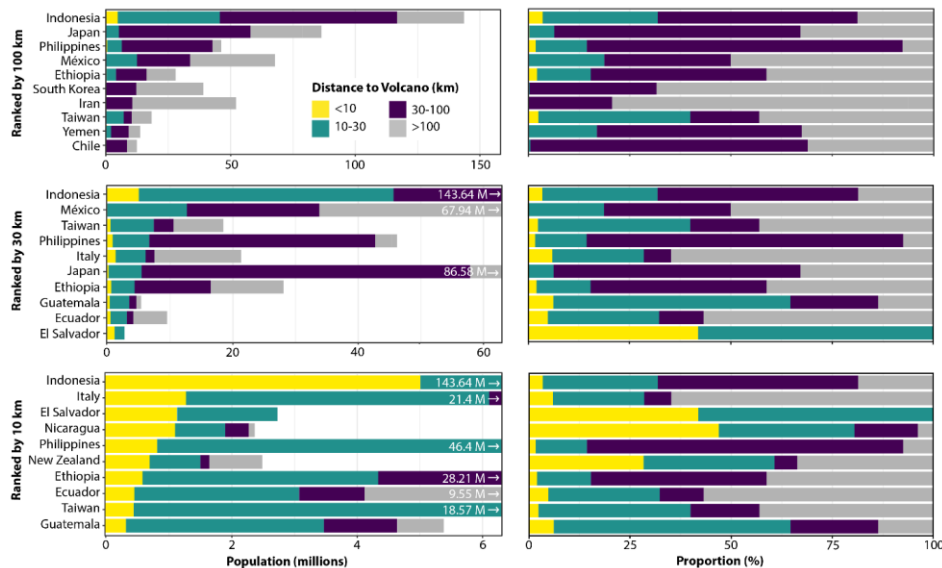 Ranked by 100 km
Indonesia
Japan
Philippines
México
Ethiopia
South Korea
Iran
Taiwan
Yemen
Chile
Distance to Volcano (km)
<10 30-100
10-30 >100
0 50 100 150
Ranked by 30 km
Indonesia 143.64 M→
México 67.94 M→
Taiwan
Philippines
Italy
Japan 86.58 M→
Ethiopia
Guatemala
Ecuador
El Salvador
0 20 40 60
Ranked by 10 km
Indonesia 143.64 M→
Italy 21.4 M→
El Salvador
Nicaragua
Philippines 46.4 M→
New Zealand
Ethiopia 28.21 M→
Ecuador 9.55 M→
Taiwan 18.57 M→
Guatemala
0 2 4 6
Population (millions)
0 25 50 75 100
Proportion (%)